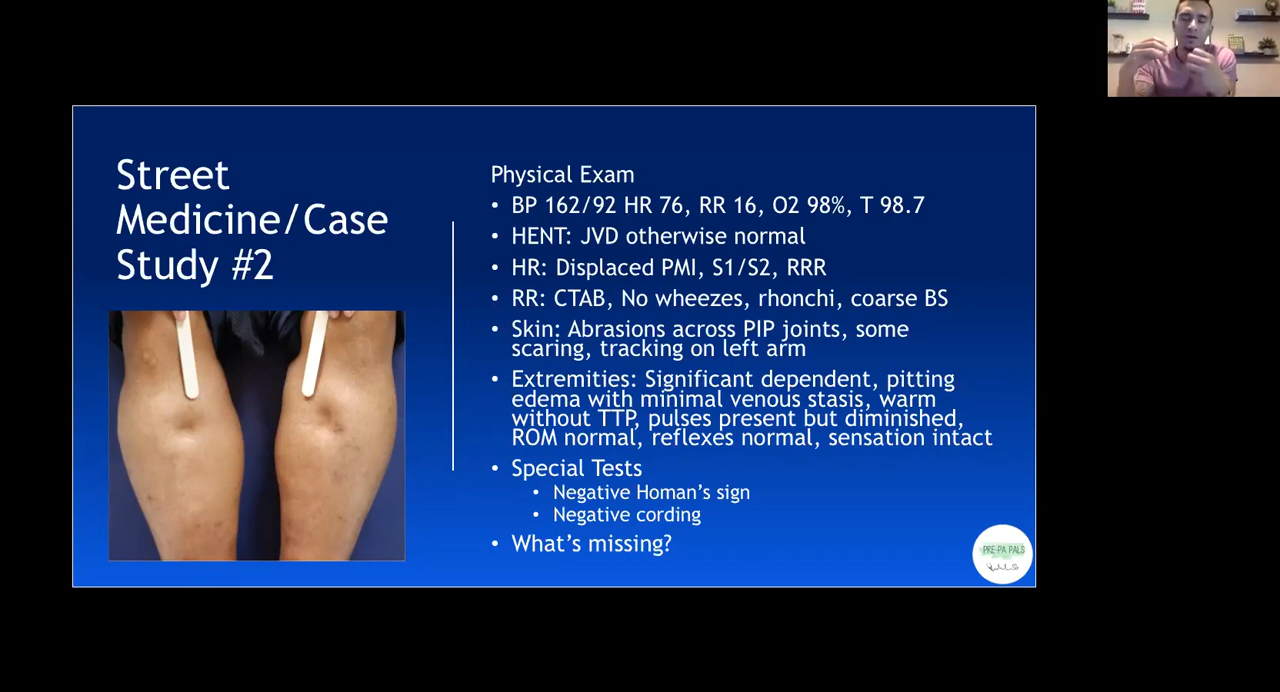 Street
Medicine/Case
Study #2
Physical Exam
• BP 162/92 HR 76, RR 16, O2 98%, T 98.7
• HENT: JVD otherwise normal
• HR: Displaced PMI, S1/S2, RRR
• RR: CTAB, No wheezes, rhonchi, coarse BS
• Skin: Abrasions across PIP joints, some
scaring, tracking on left arm
• Extremities: Significant dependent, pitting
edema with minimal venous stasis, warm
without TTP, pulses present but diminished,
ROM normal, reflexes normal, sensation intact
• Special Tests
• Negative Homan’s sign
• Negative cording
• What’s missing?
PRE-PA PALS